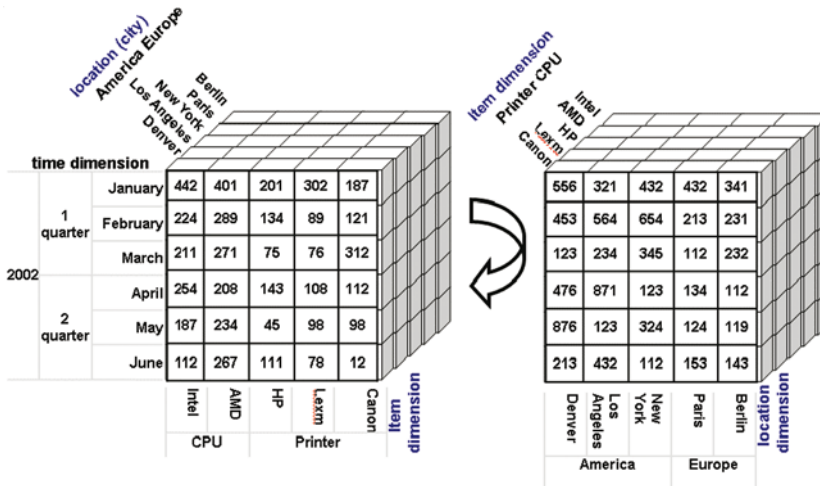 location (city)
America Europe
Berlin
Paris
New York
Los Angeles
Denver
time dimension
January 442 401 201 302 187
1 quarter February 224 289 134 89 121
March 211 271 75 76 312
2002
April 254 208 143 108 112
2 quarter May 187 234 45 98 98
June 112 267 111 78 12
Intel AMD HP Lexm Canon
CPU Printer
Item dimension
Item dimension
Printer CPU
Intel
AMD
HP
Lexm
Canon
556 321 432 432 341
453 564 654 213 231
123 234 345 112 232
476 871 123 134 112
876 123 324 124 119
213 432 112 153 143
Denver Los Angeles New York Paris Berlin
America Europe
location dimension